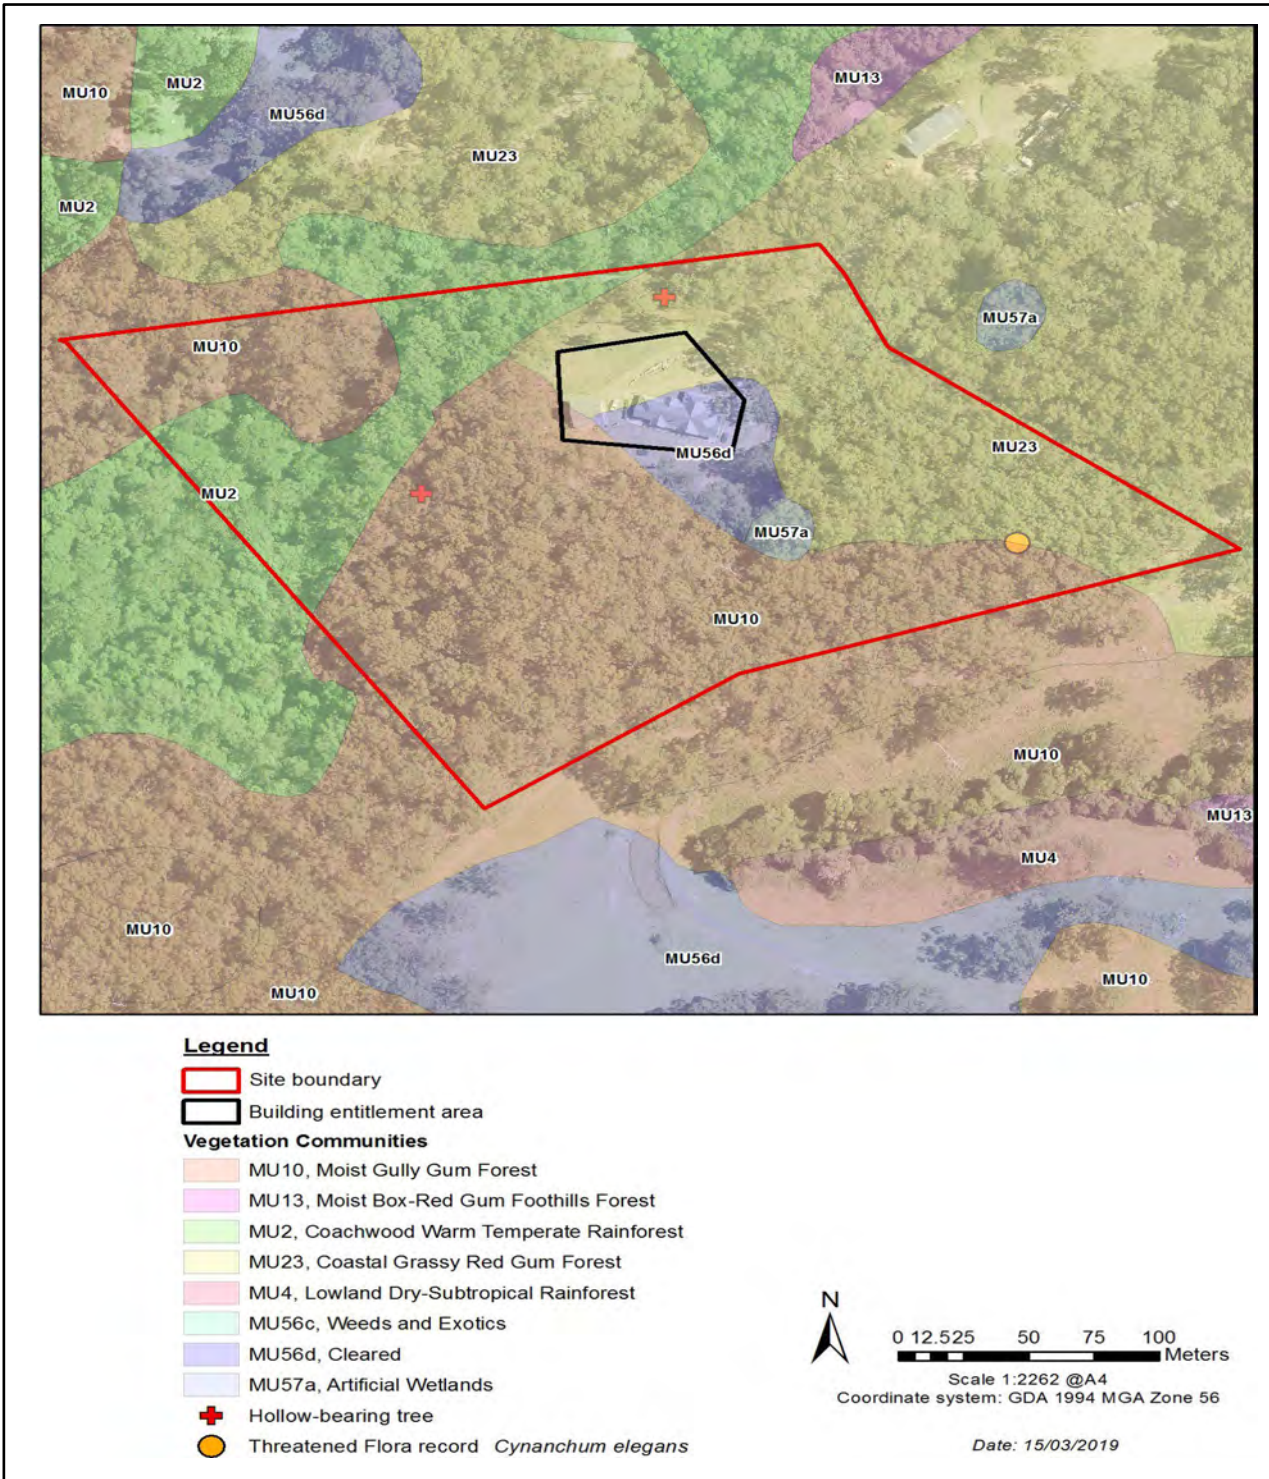 MU10
MU2
MU56d
MU13
MU23
MU2
MU57a
MU10
MU23
MU56d
MU2
MU57a
MU10
MU10
MU13
MU4
MU10
MU56d
MU10
MU10
Legend
Site boundary
Building entitlement area
Vegetation Communities
MU10, Moist Gully Gum Forest
MU13, Moist Box-Red Gum Foothills Forest
MU2, Coachwood Warm Temperate Rainforest
MU23, Coastal Grassy Red Gum Forest
MU4, Lowland Dry-Subtropical Rainforest
MU56c, Weeds and Exotics
MU56d, Cleared
MU57a, Artificial Wetlands
Hollow-bearing tree
Threatened Flora record Cynanchum elegans
N
0 12.525 50 75 100
Meters
Scale 1:2262 @A4
Coordinate system: GDA 1994 MGA Zone 56
Date: 15/03/2019